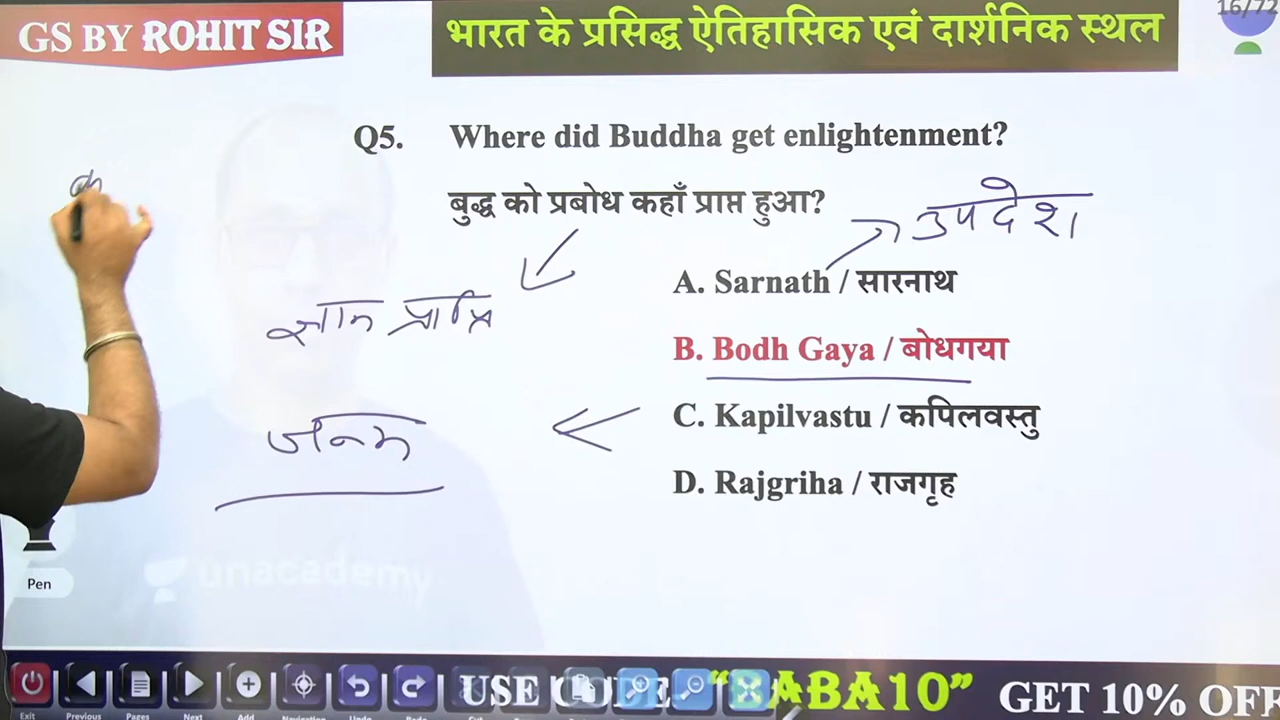 GS BY ROHIT SIR
भारत के प्रसिद्ध ऐतिहासिक एवं दार्शनिक स्थल
16/72
Q5. Where did Buddha get enlightenment?
बुद्ध को प्रबोध कहाँ प्राप्त हुआ?
उपदेश
A. Sarnath / सारनाथ
ज्ञान प्राप्ति
B. Bodh Gaya / बोधगया
जन्म
C. Kapilvastu / कपिलवस्तु
D. Rajgriha / राजगृह
unacademy
Pen
USE CODE "BABA10" GET 10% OFF
Exit Previous Pages Next Add Navigation Undo Redo Cut